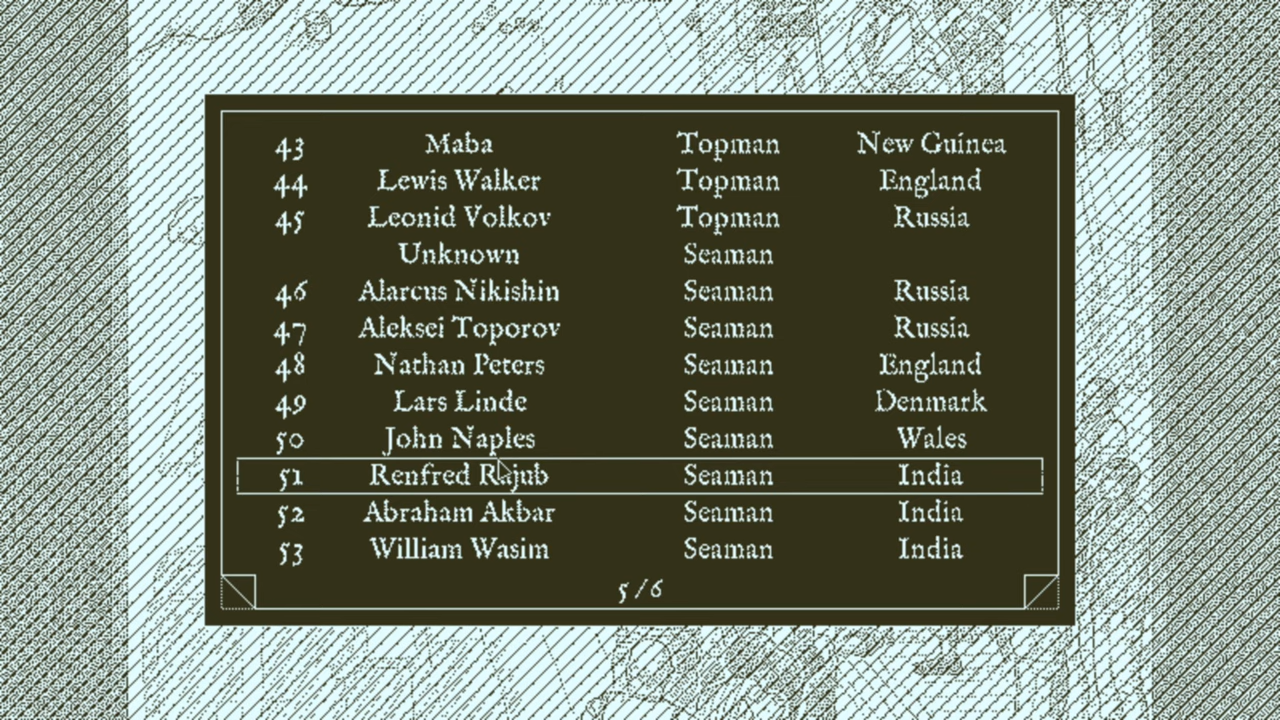 43 Maba Topman New Guinea
44 Lewis Walker Topman England
45 Leonid Volkov Topman Russia
Unknown Seaman
46 Alarcus Nikishin Seaman Russia
47 Aleksei Toporov Seaman Russia
48 Nathan Peters Seaman England
49 Lars Linde Seaman Denmark
50 John Naples Seaman Wales
51 Renfred Rajub Seaman India
52 Abraham Akbar Seaman India
53 William Wasim Seaman India
5/6